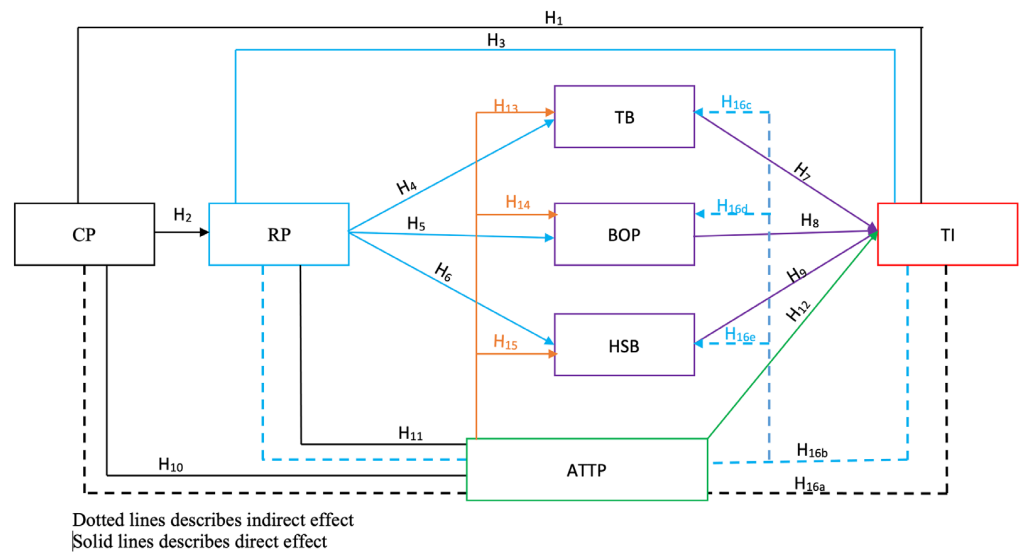 H1
H3
H13
H16c
TB
H4
H7
H2
H14
H16d
CP
RP
H5
BOP
H8
TI
H6
H9
H12
H15
HSB
H16e
H11
H10
ATTP
H16b
H16a
Dotted lines describes indirect effect
Solid lines describes direct effect